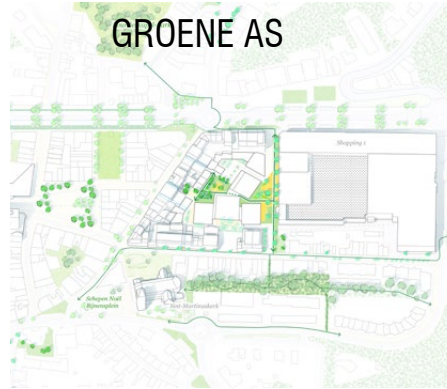 GROENE AS
Shopping 1
Schepen Noël
Bijnensplein
Sint-Martinuskerk